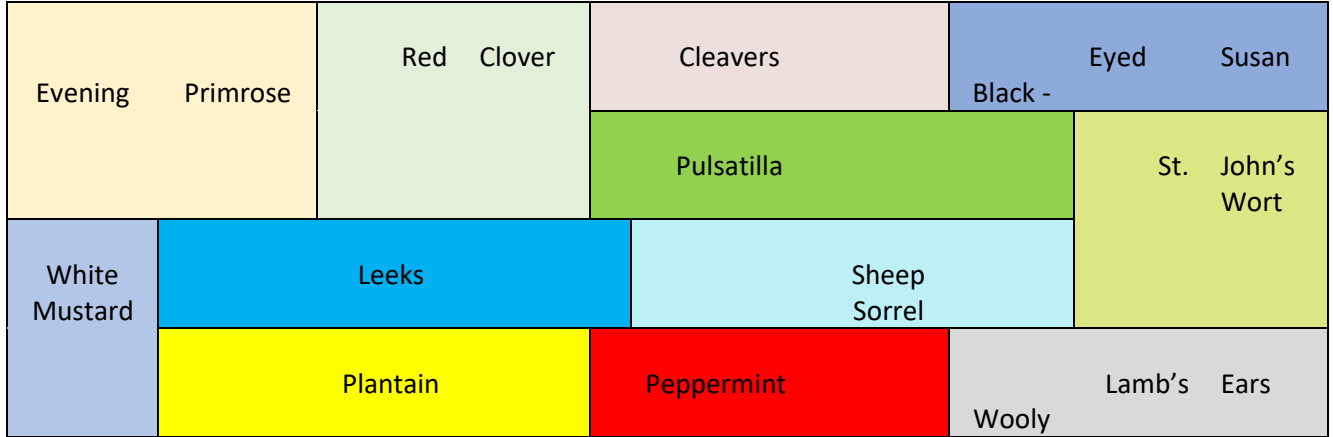 Evening Primrose
Red Clover
Cleavers
Eyed Susan
Black -
Pulsatilla
St. John’s
Wort
White
Mustard
Leeks
Sheep
Sorrel
Plantain
Peppermint
Lamb’s Ears
Wooly